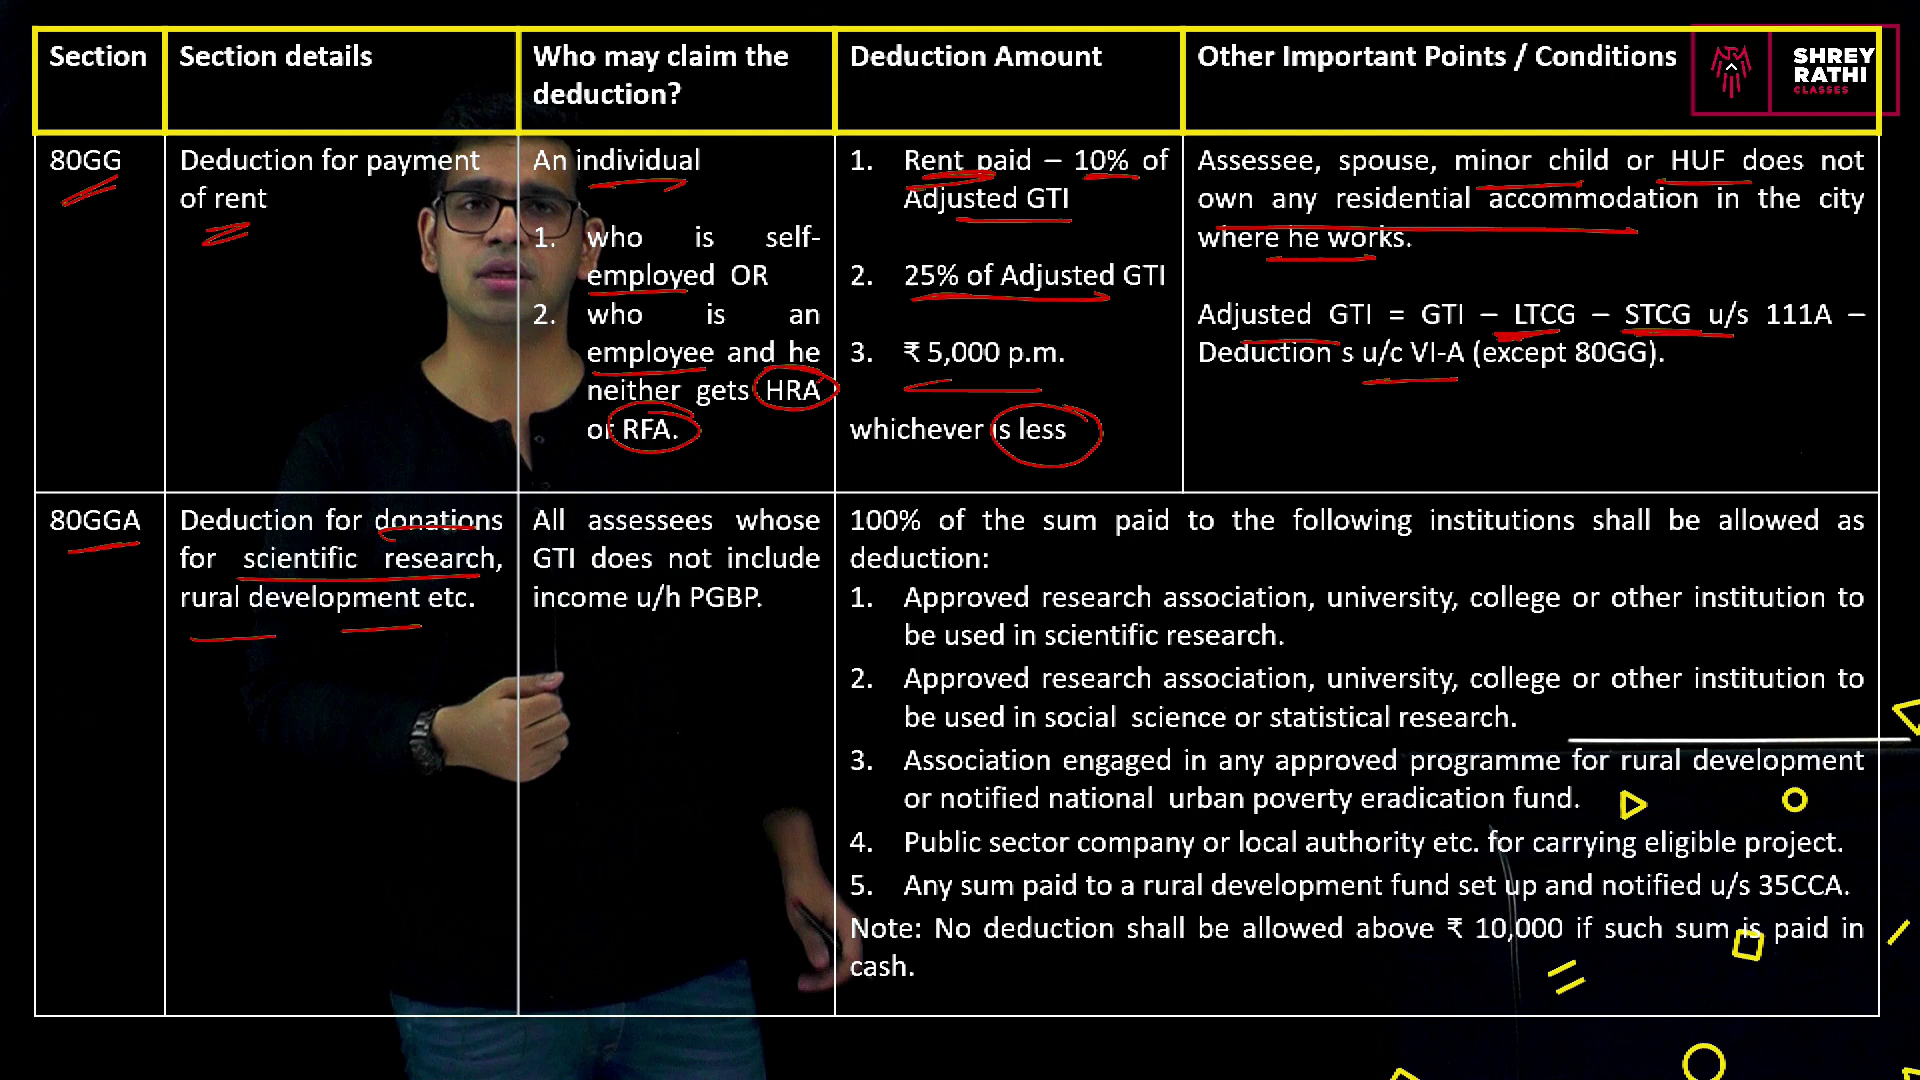 Section
Section details
Who may claim the
deduction?
Deduction Amount
Other Important Points / Conditions
SHREY
RATHI
CLASSES
80GG
Deduction for payment
of rent
An individual
1. who is self-
employed OR
2. who is an
employee and he
neither gets HRA
or RFA.
1. Rent paid – 10% of
Adjusted GTI
2. 25% of Adjusted GTI
3. ₹ 5,000 p.m.
whichever is less
Assessee, spouse, minor child or HUF does not
own any residential accommodation in the city
where he works.
Adjusted GTI = GTI – LTCG – STCG u/s 111A –
Deduction s u/c VI-A (except 80GG).
80GGA
Deduction for donations
for scientific research,
rural development etc.
All assessees whose
GTI does not include
income u/h PGBP.
100% of the sum paid to the following institutions shall be allowed as
deduction:
1. Approved research association, university, college or other institution to
be used in scientific research.
2. Approved research association, university, college or other institution to
be used in social science or statistical research.
3. Association engaged in any approved programme for rural development
or notified national urban poverty eradication fund.
4. Public sector company or local authority etc. for carrying eligible project.
5. Any sum paid to a rural development fund set up and notified u/s 35CCA.
Note: No deduction shall be allowed above ₹ 10,000 if such sum is paid in
cash.